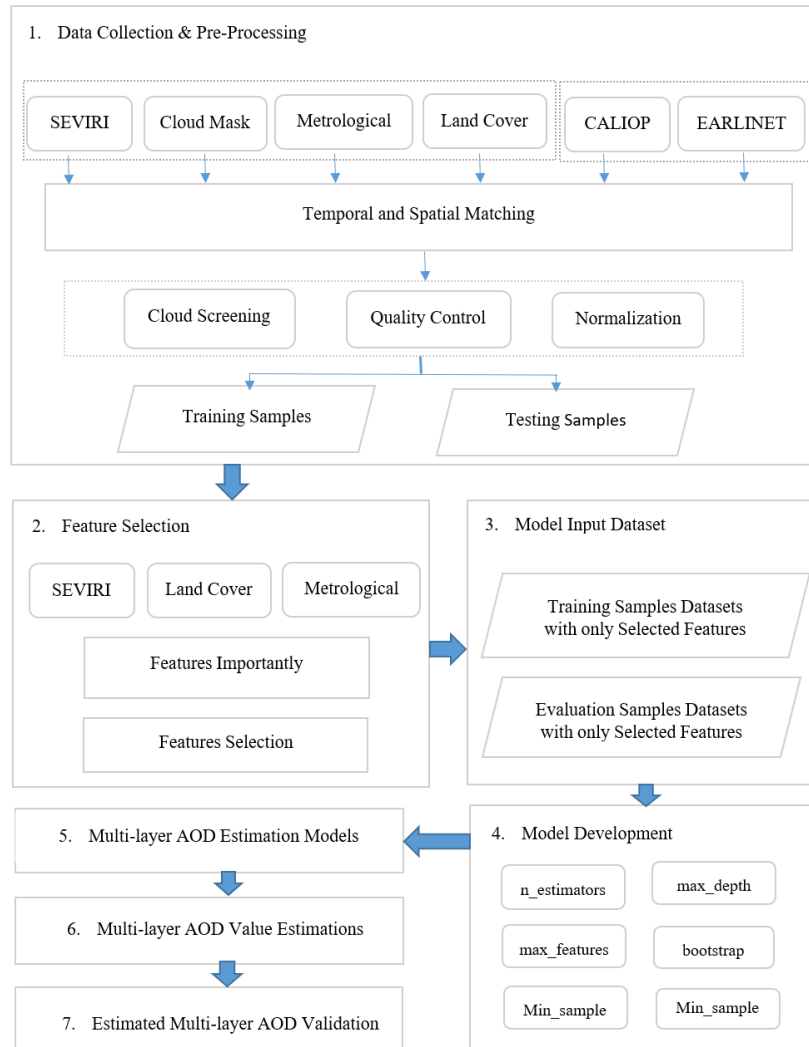 1. Data Collection & Pre-Processing
SEVIRI
Cloud Mask
Metrological
Land Cover
CALIOP
EARLINET
Temporal and Spatial Matching
Cloud Screening
Quality Control
Normalization
Training Samples
Testing Samples
2. Feature Selection
SEVIRI
Land Cover
Metrological
Features Importantly
Features Selection
3. Model Input Dataset
Training Samples Datasets
with only Selected Features
Evaluation Samples Datasets
with only Selected Features
4. Model Development
n_estimators
max_depth
max_features
bootstrap
Min_sample
Min_sample
5. Multi-layer AOD Estimation Models
6. Multi-layer AOD Value Estimations
7. Estimated Multi-layer AOD Validation